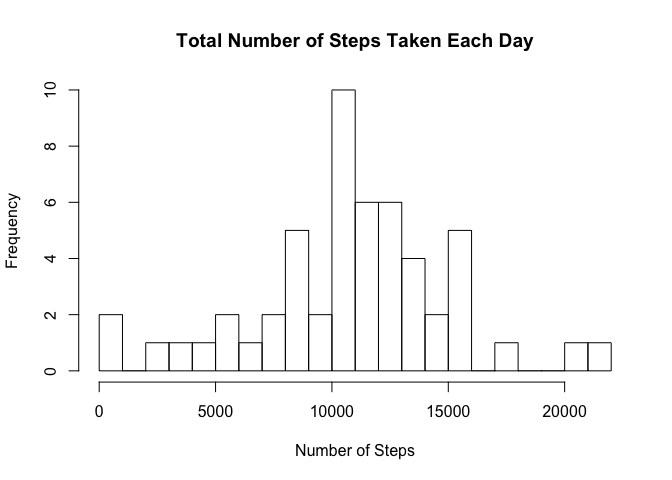 Total Number of Steps Taken Each Day
Frequency
10
8
6
4
2
0
0 5000 10000 15000 20000
Number of Steps